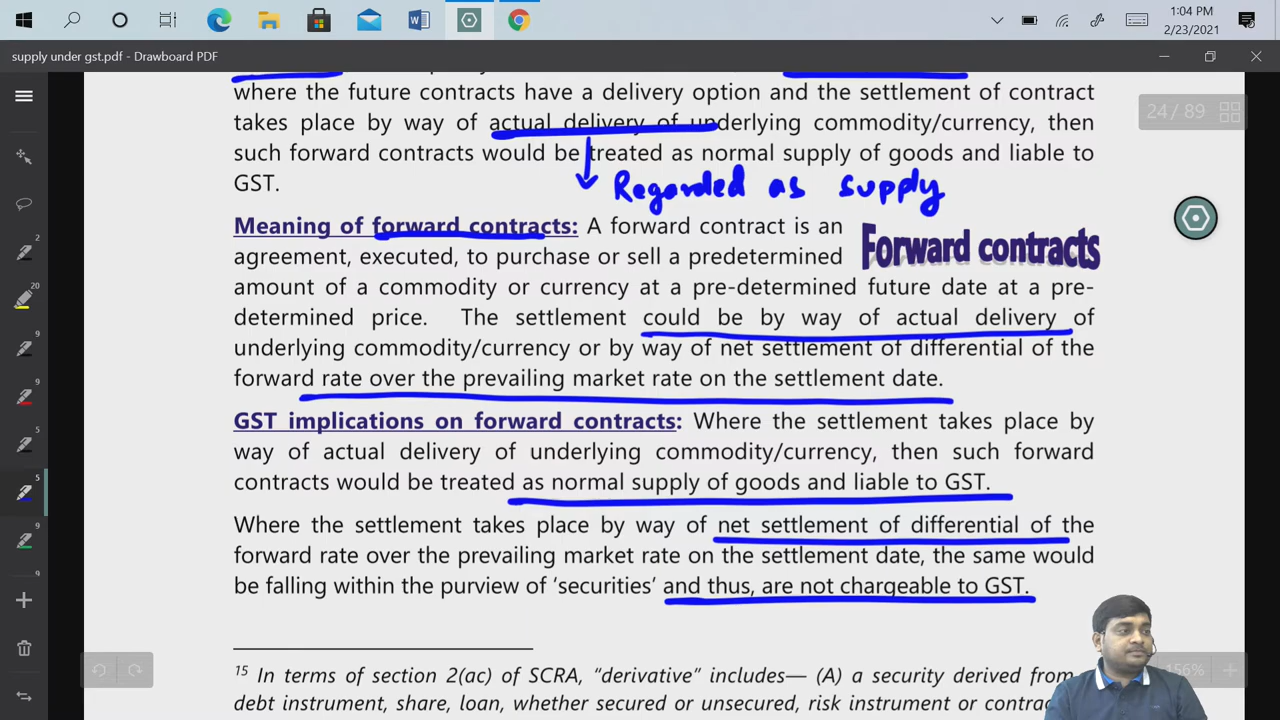 1:04 PM
2/23/2021
supply under gst.pdf - Drawboard PDF
24 / 89
where the future contracts have a delivery option and the settlement of contract
takes place by way of actual delivery of underlying commodity/currency, then
such forward contracts would be treated as normal supply of goods and liable to
GST.
Regarded as supply
Meaning of forward contracts: A forward contract is an
agreement, executed, to purchase or sell a predetermined
Forward contracts
amount of a commodity or currency at a pre-determined future date at a pre-
determined price. The settlement could be by way of actual delivery of
underlying commodity/currency or by way of net settlement of differential of the
forward rate over the prevailing market rate on the settlement date.
GST implications on forward contracts: Where the settlement takes place by
way of actual delivery of underlying commodity/currency, then such forward
contracts would be treated as normal supply of goods and liable to GST.
Where the settlement takes place by way of net settlement of differential of the
forward rate over the prevailing market rate on the settlement date, the same would
be falling within the purview of ‘securities’ and thus, are not chargeable to GST.
156%
15 In terms of section 2(ac) of SCRA, “derivative” includes— (A) a security derived from
debt instrument, share, loan, whether secured or unsecured, risk instrument or contrac
2
20
9
9
5
5
9
9